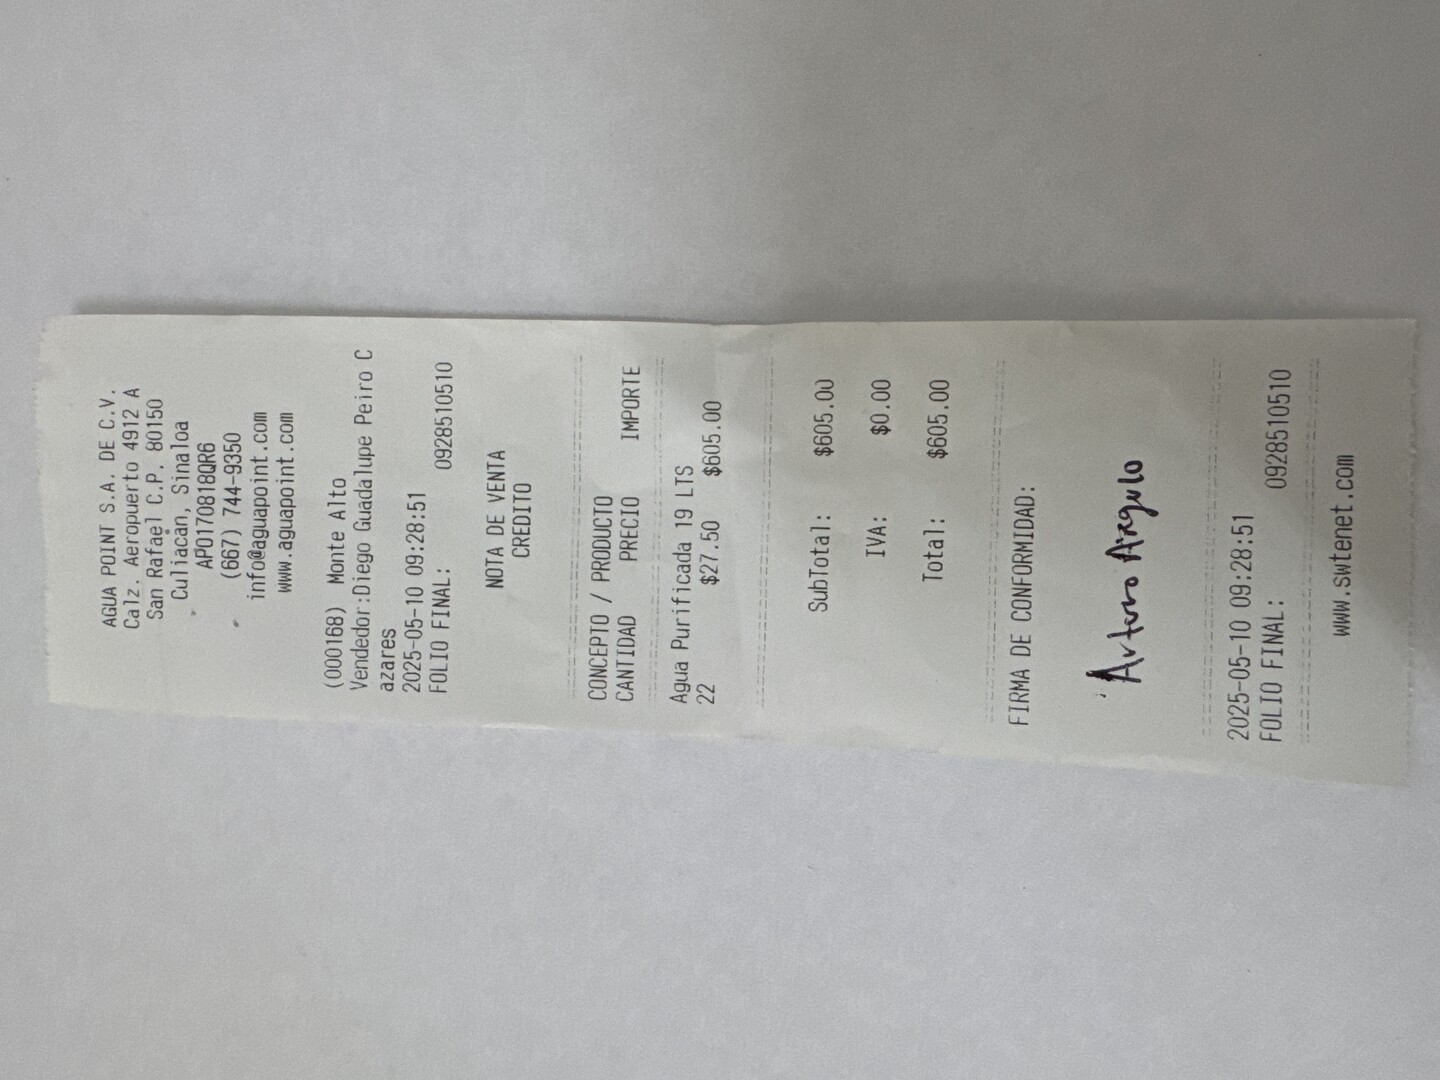 AGUA POINT S.A. DE C.V.
Calz. Aeropuerto 4912 A
San Rafael C.P. 80150
Culiacán, Sinaloa
APO170818QR6
(667) 744-9350
info@aguapoint.com
www.aguapoint.com
(000168) Monte Alto
Vendedor:Diego Guadalupe Peiro C
azares
2025-05-10 09:28:51
FOLIO FINAL: 0928510510
NOTA DE VENTA
CREDITO
CONCEPTO / PRODUCTO
CANTIDAD PRECIO IMPORTE
Agua Purificada 19 LTS
22 $27.50 $605.00
SubTotal: $605.00
IVA: $0.00
Total: $605.00
FIRMA DE CONFORMIDAD:
Arturo Angulo
2025-05-10 09:28:51
FOLIO FINAL: 0928510510
www.swtenet.com